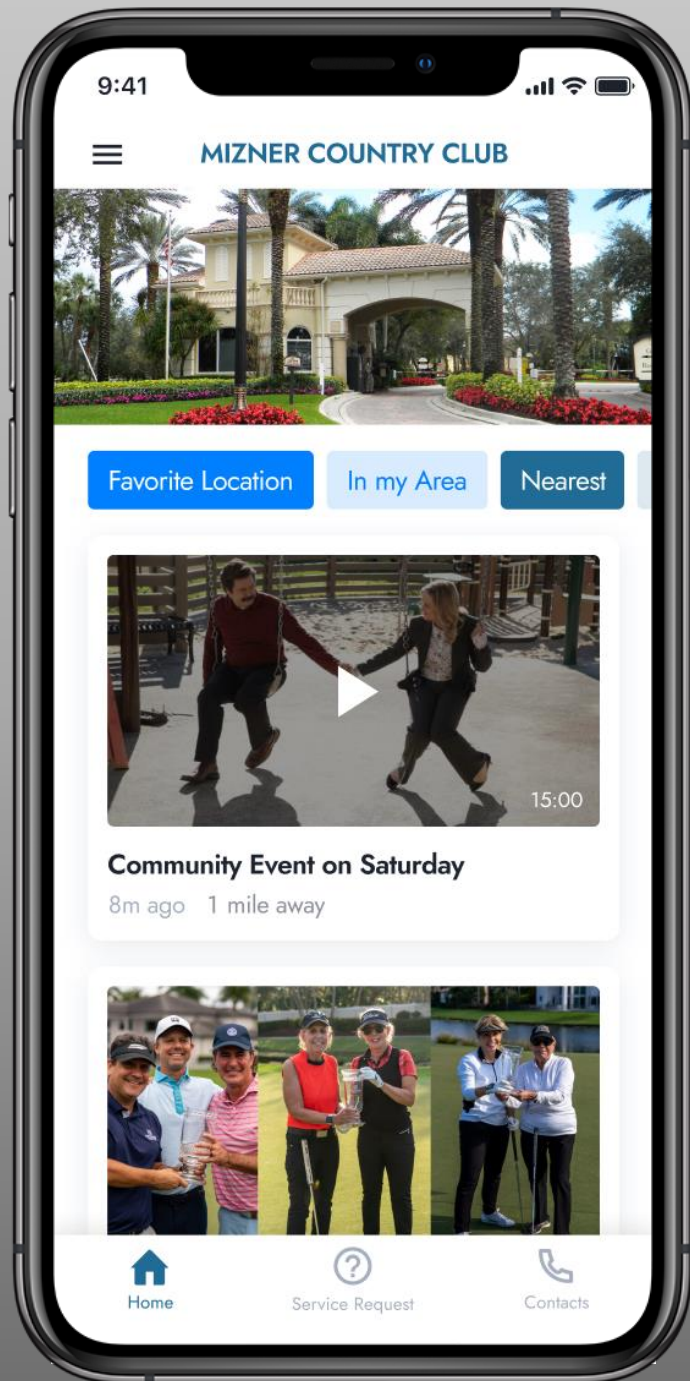 9:41
MIZNER COUNTRY CLUB
Favorite Location In my Area Nearest
15:00
Community Event on Saturday
8m ago 1 mile away
Home Service Request Contacts